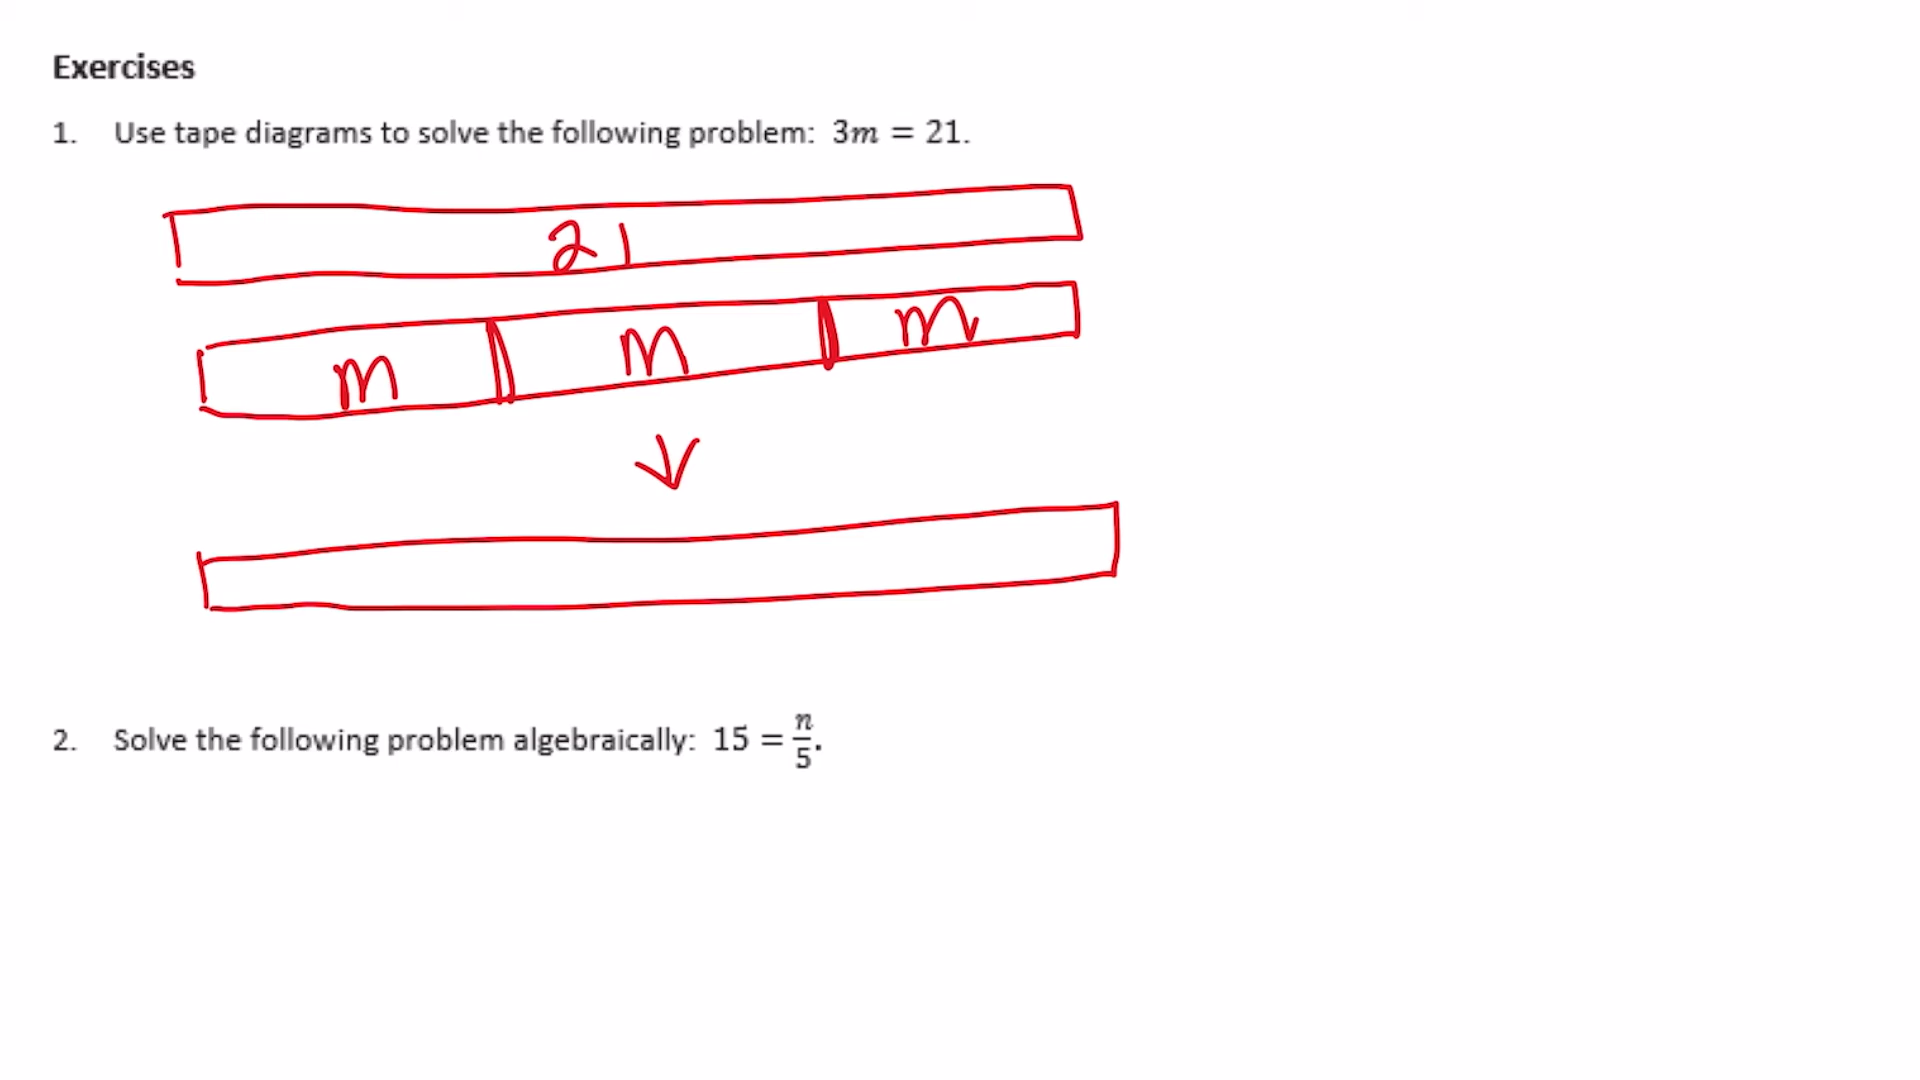 Exercises
1. Use tape diagrams to solve the following problem: 3m = 21.
21
m m m
2. Solve the following problem algebraically: 15 = n/5.